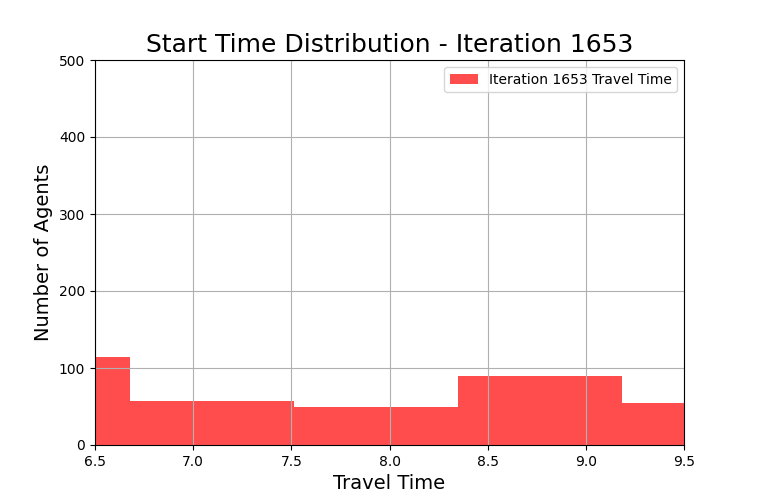 Start Time Distribution - Iteration 1653
Iteration 1653 Travel Time
Number of Agents
500
400
300
200
100
0
6.5 7.0 7.5 8.0 8.5 9.0 9.5
Travel Time